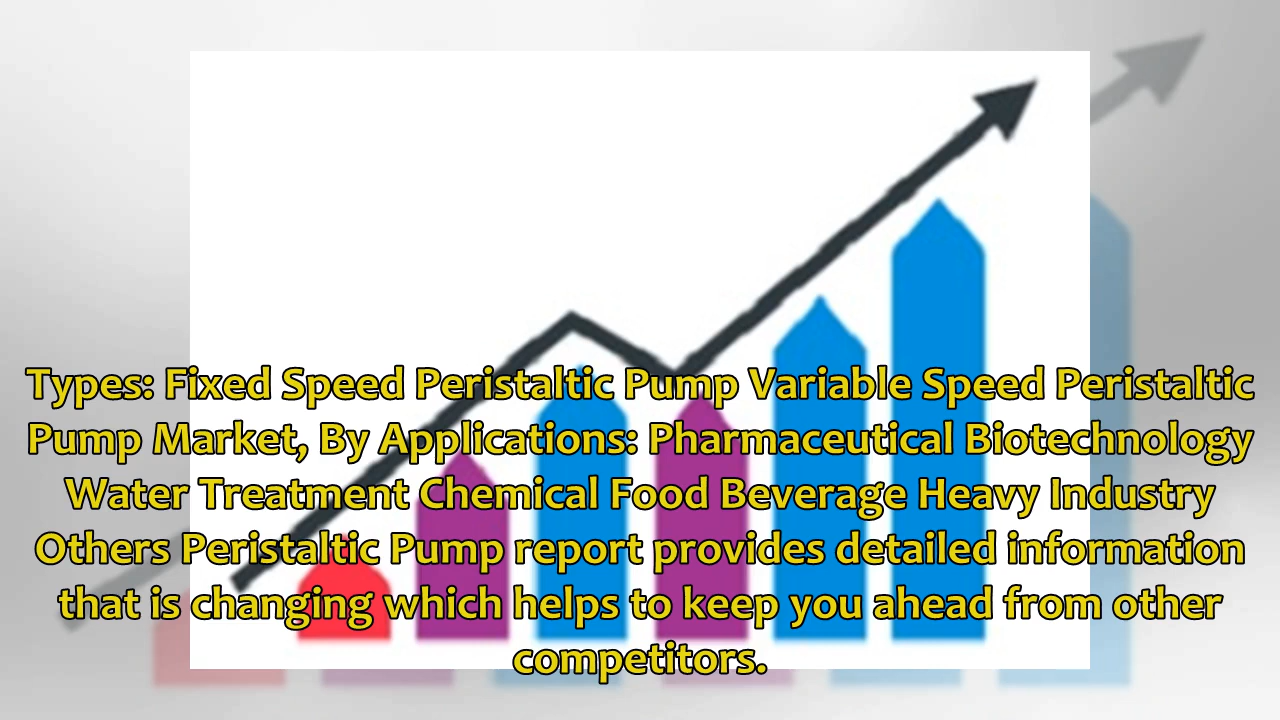 Types: Fixed Speed Peristaltic Pump Variable Speed Peristaltic
Pump Market, By Applications: Pharmaceutical Biotechnology
Water Treatment Chemical Food Beverage Heavy Industry
Others Peristaltic Pump report provides detailed information
that is changing which helps to keep you ahead from other
competitors.